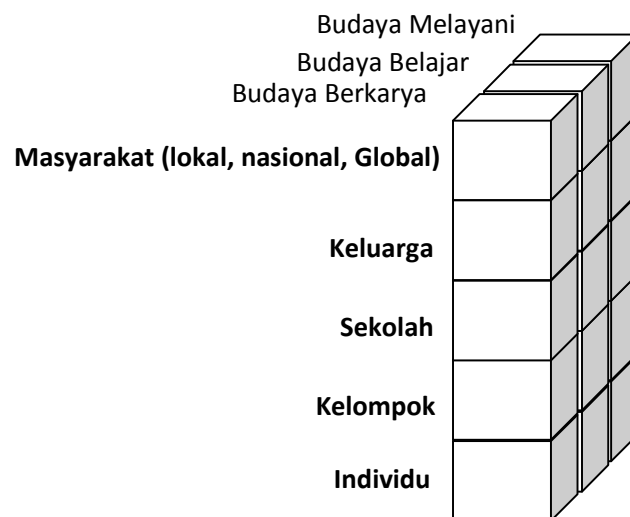 Budaya Melayani
Budaya Belajar
Budaya Berkarya
Masyarakat (lokal, nasional, Global)
Keluarga
Sekolah
Kelompok
Individu